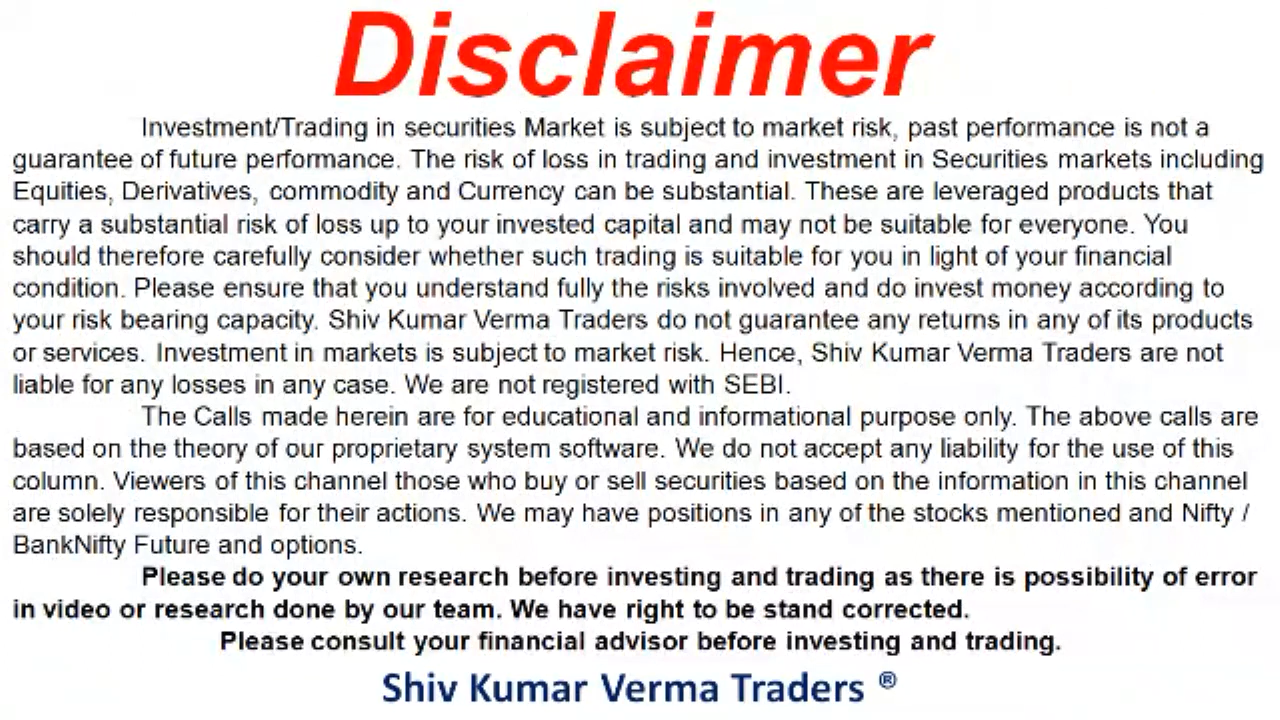 Disclaimer
Investment/Trading in securities Market is subject to market risk, past performance is not a
guarantee of future performance. The risk of loss in trading and investment in Securities markets including
Equities, Derivatives, commodity and Currency can be substantial. These are leveraged products that
carry a substantial risk of loss up to your invested capital and may not be suitable for everyone. You
should therefore carefully consider whether such trading is suitable for you in light of your financial
condition. Please ensure that you understand fully the risks involved and do invest money according to
your risk bearing capacity. Shiv Kumar Verma Traders do not guarantee any returns in any of its products
or services. Investment in markets is subject to market risk. Hence, Shiv Kumar Verma Traders are not
liable for any losses in any case. We are not registered with SEBI.
The Calls made herein are for educational and informational purpose only. The above calls are
based on the theory of our proprietary system software. We do not accept any liability for the use of this
column. Viewers of this channel those who buy or sell securities based on the information in this channel
are solely responsible for their actions. We may have positions in any of the stocks mentioned and Nifty /
BankNifty Future and options.
Please do your own research before investing and trading as there is possibility of error
in video or research done by our team. We have right to be stand corrected.
Please consult your financial advisor before investing and trading.
Shiv Kumar Verma Traders ®